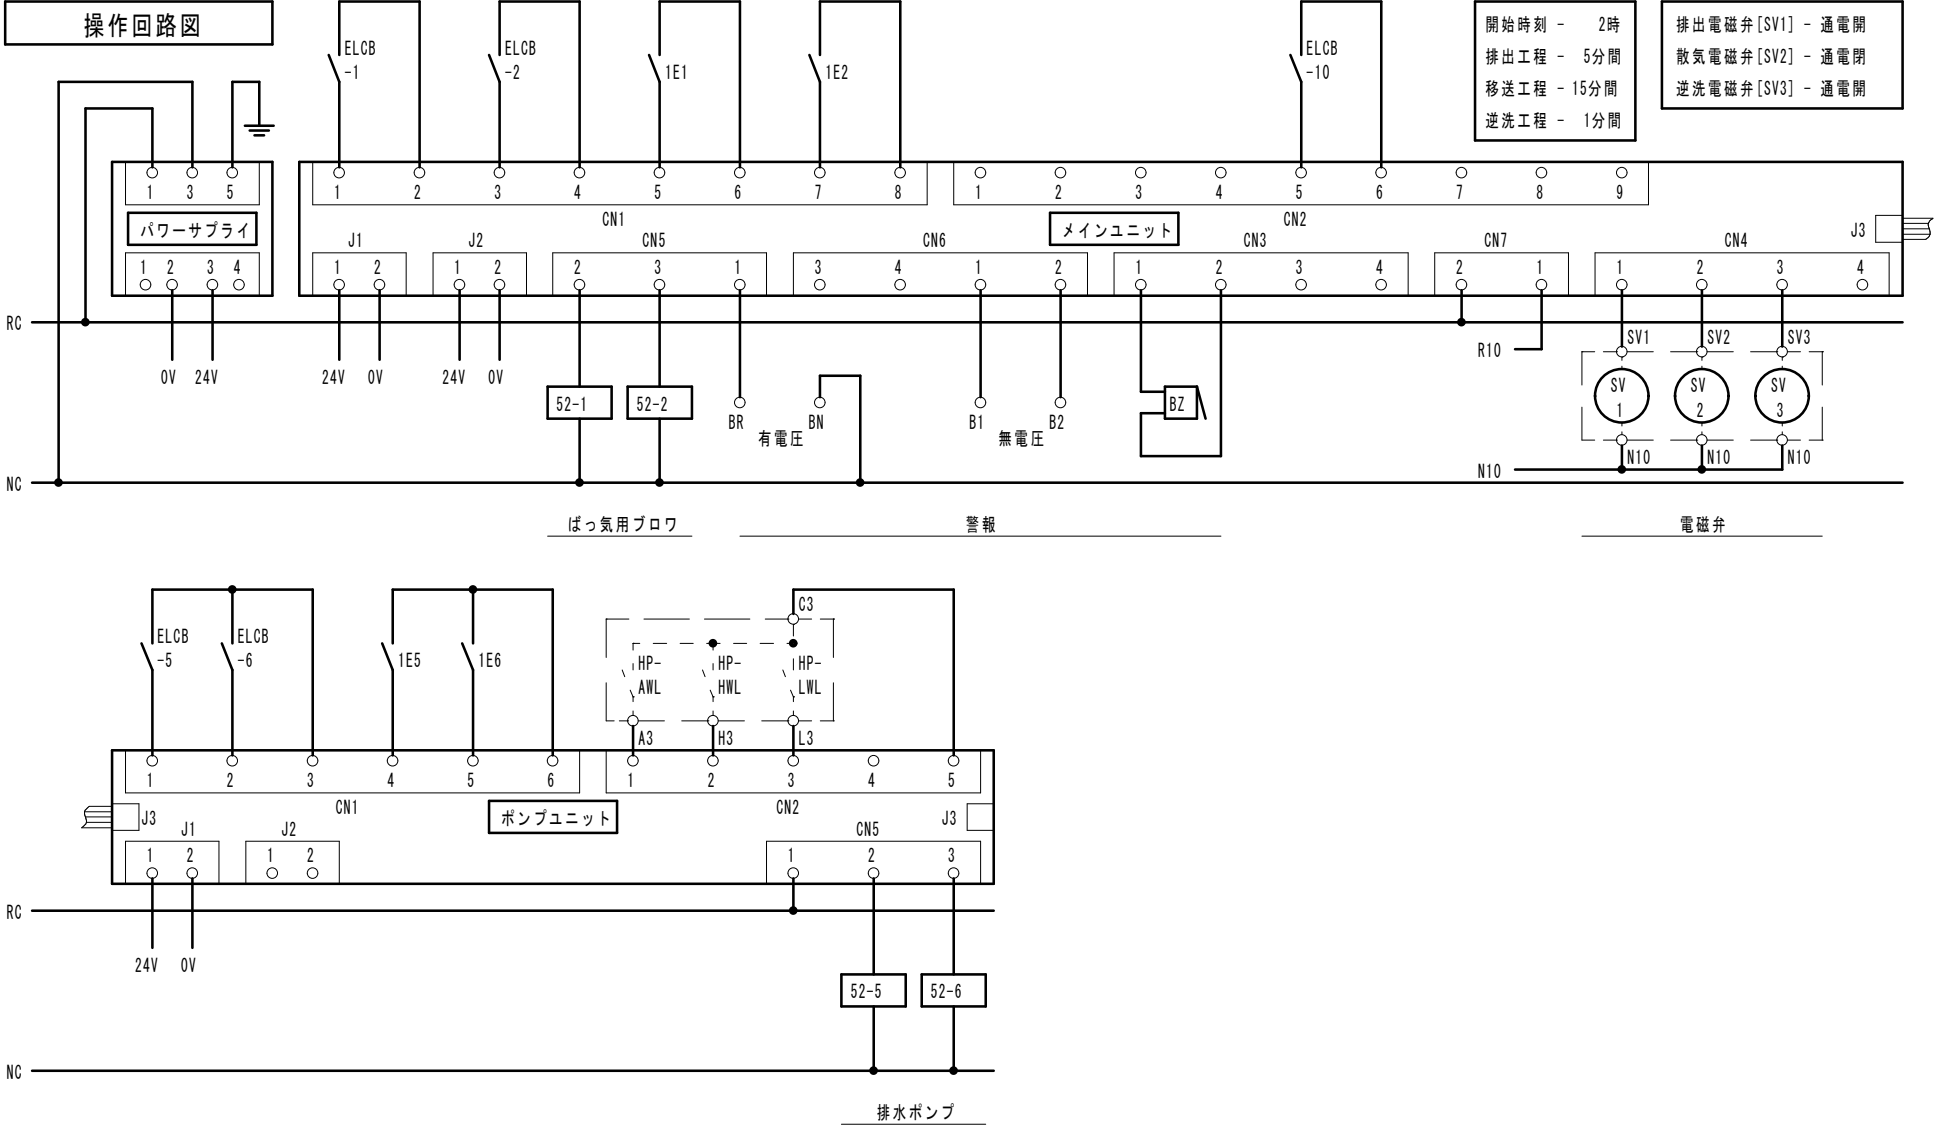 操作回路図
開始時刻 - 2時
排出工程 - 5分間
移送工程 - 15分間
逆洗工程 - 1分間
排出電磁弁[SV1] - 通電開
散気電磁弁[SV2] - 通電閉
逆洗電磁弁[SV3] - 通電開
ELCB
-1
ELCB
-2
1E1
1E2
ELCB
-10
1 3 5
1 2 3 4 5 6 7 8
1 2 3 4 5 6 7 8 9
CN1
CN2
パワーサプライ
メインユニット
J3
J1
J2
CN5
CN6
CN3
CN7
CN4
1 2 3 4
1 2
1 2
2 3 1
3 4 1 2
1 2 3 4
2 1
1 2 3 4
RC
0V 24V
24V 0V
24V 0V
52-1
52-2
BR
BN
有電圧
B1
B2
無電圧
BZ
R10
SV1
SV2
SV3
SV
1
SV
2
SV
3
N10
N10
N10
N10
NC
ばっ気用ブロワ
警報
電磁弁
ELCB
-5
ELCB
-6
1E5
1E6
C3
HP-
AWL
HP-
HWL
HP-
LWL
A3
H3
L3
1 2 3 4 5 6
1 2 3 4 5
CN1
CN2
J3
ポンプユニット
J3
J1
J2
CN5
1 2
1 2
1 2 3
RC
24V 0V
52-5
52-6
NC
排水ポンプ